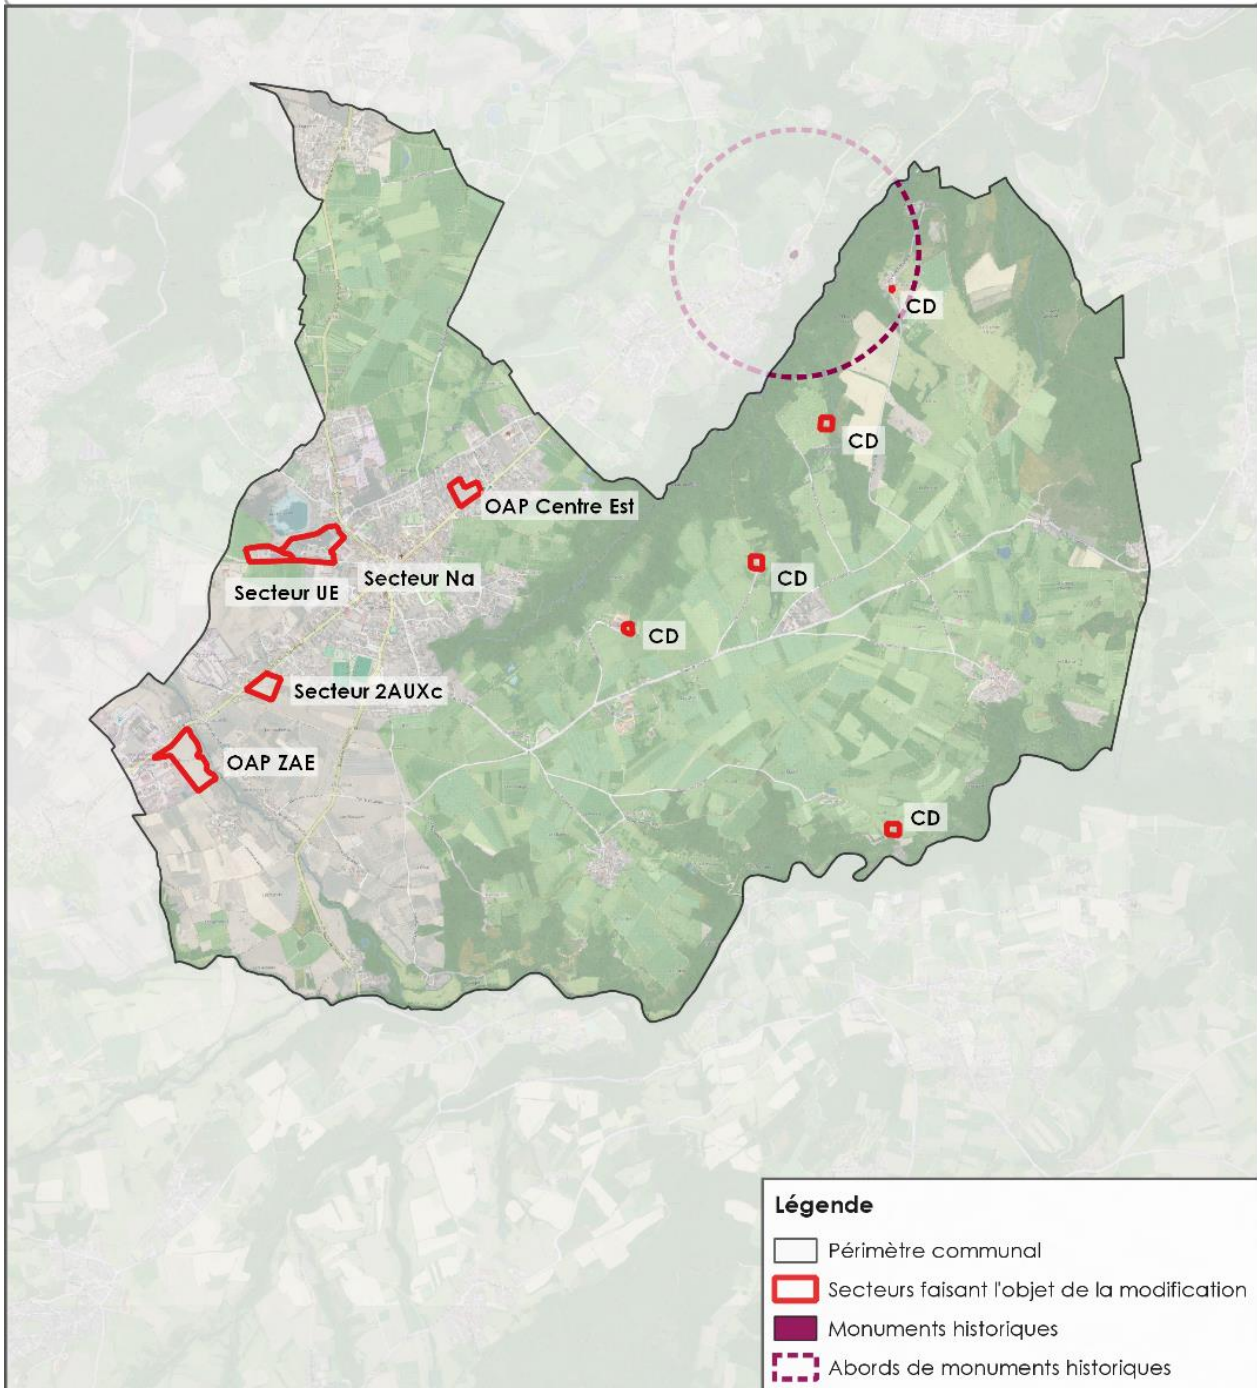 CD
CD
OAP Centre Est
Secteur Na
CD
Secteur UE
CD
Secteur 2AUXc
OAP ZAE
CD
Légende
Périmètre communal
Secteurs faisant l'objet de la modification
Monuments historiques
Abords de monuments historiques